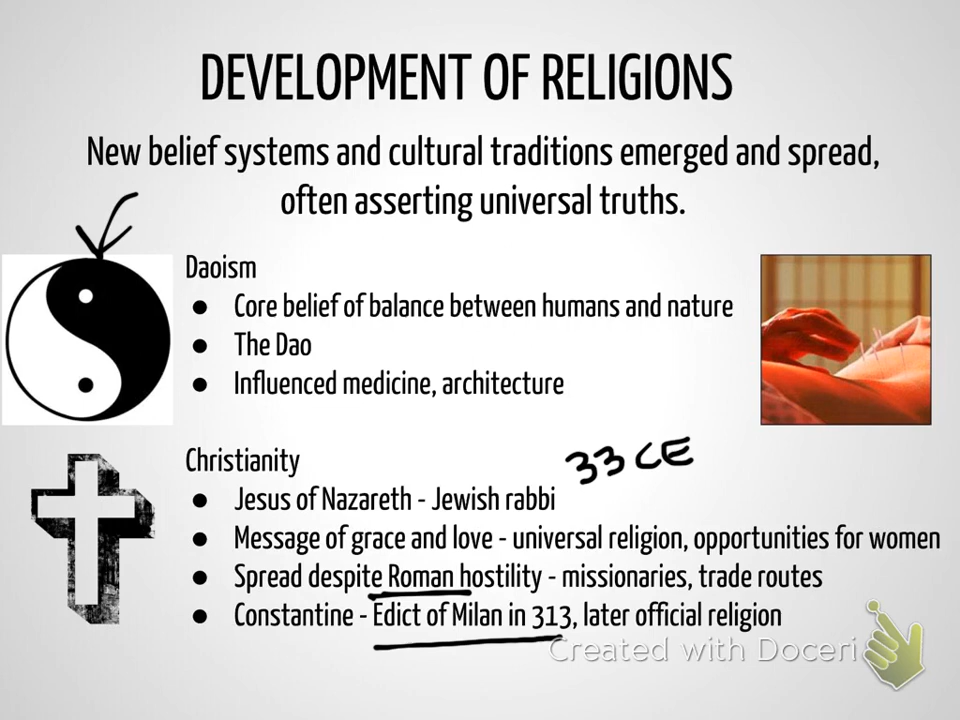 DEVELOPMENT OF RELIGIONS
New belief systems and cultural traditions emerged and spread,
often asserting universal truths.
Daoism
● Core belief of balance between humans and nature
● The Dao
● Influenced medicine, architecture
Christianity
33 CE
● Jesus of Nazareth - Jewish rabbi
● Message of grace and love - universal religion, opportunities for women
● Spread despite Roman hostility - missionaries, trade routes
● Constantine - Edict of Milan in 313, later official religion
Created with Doceri